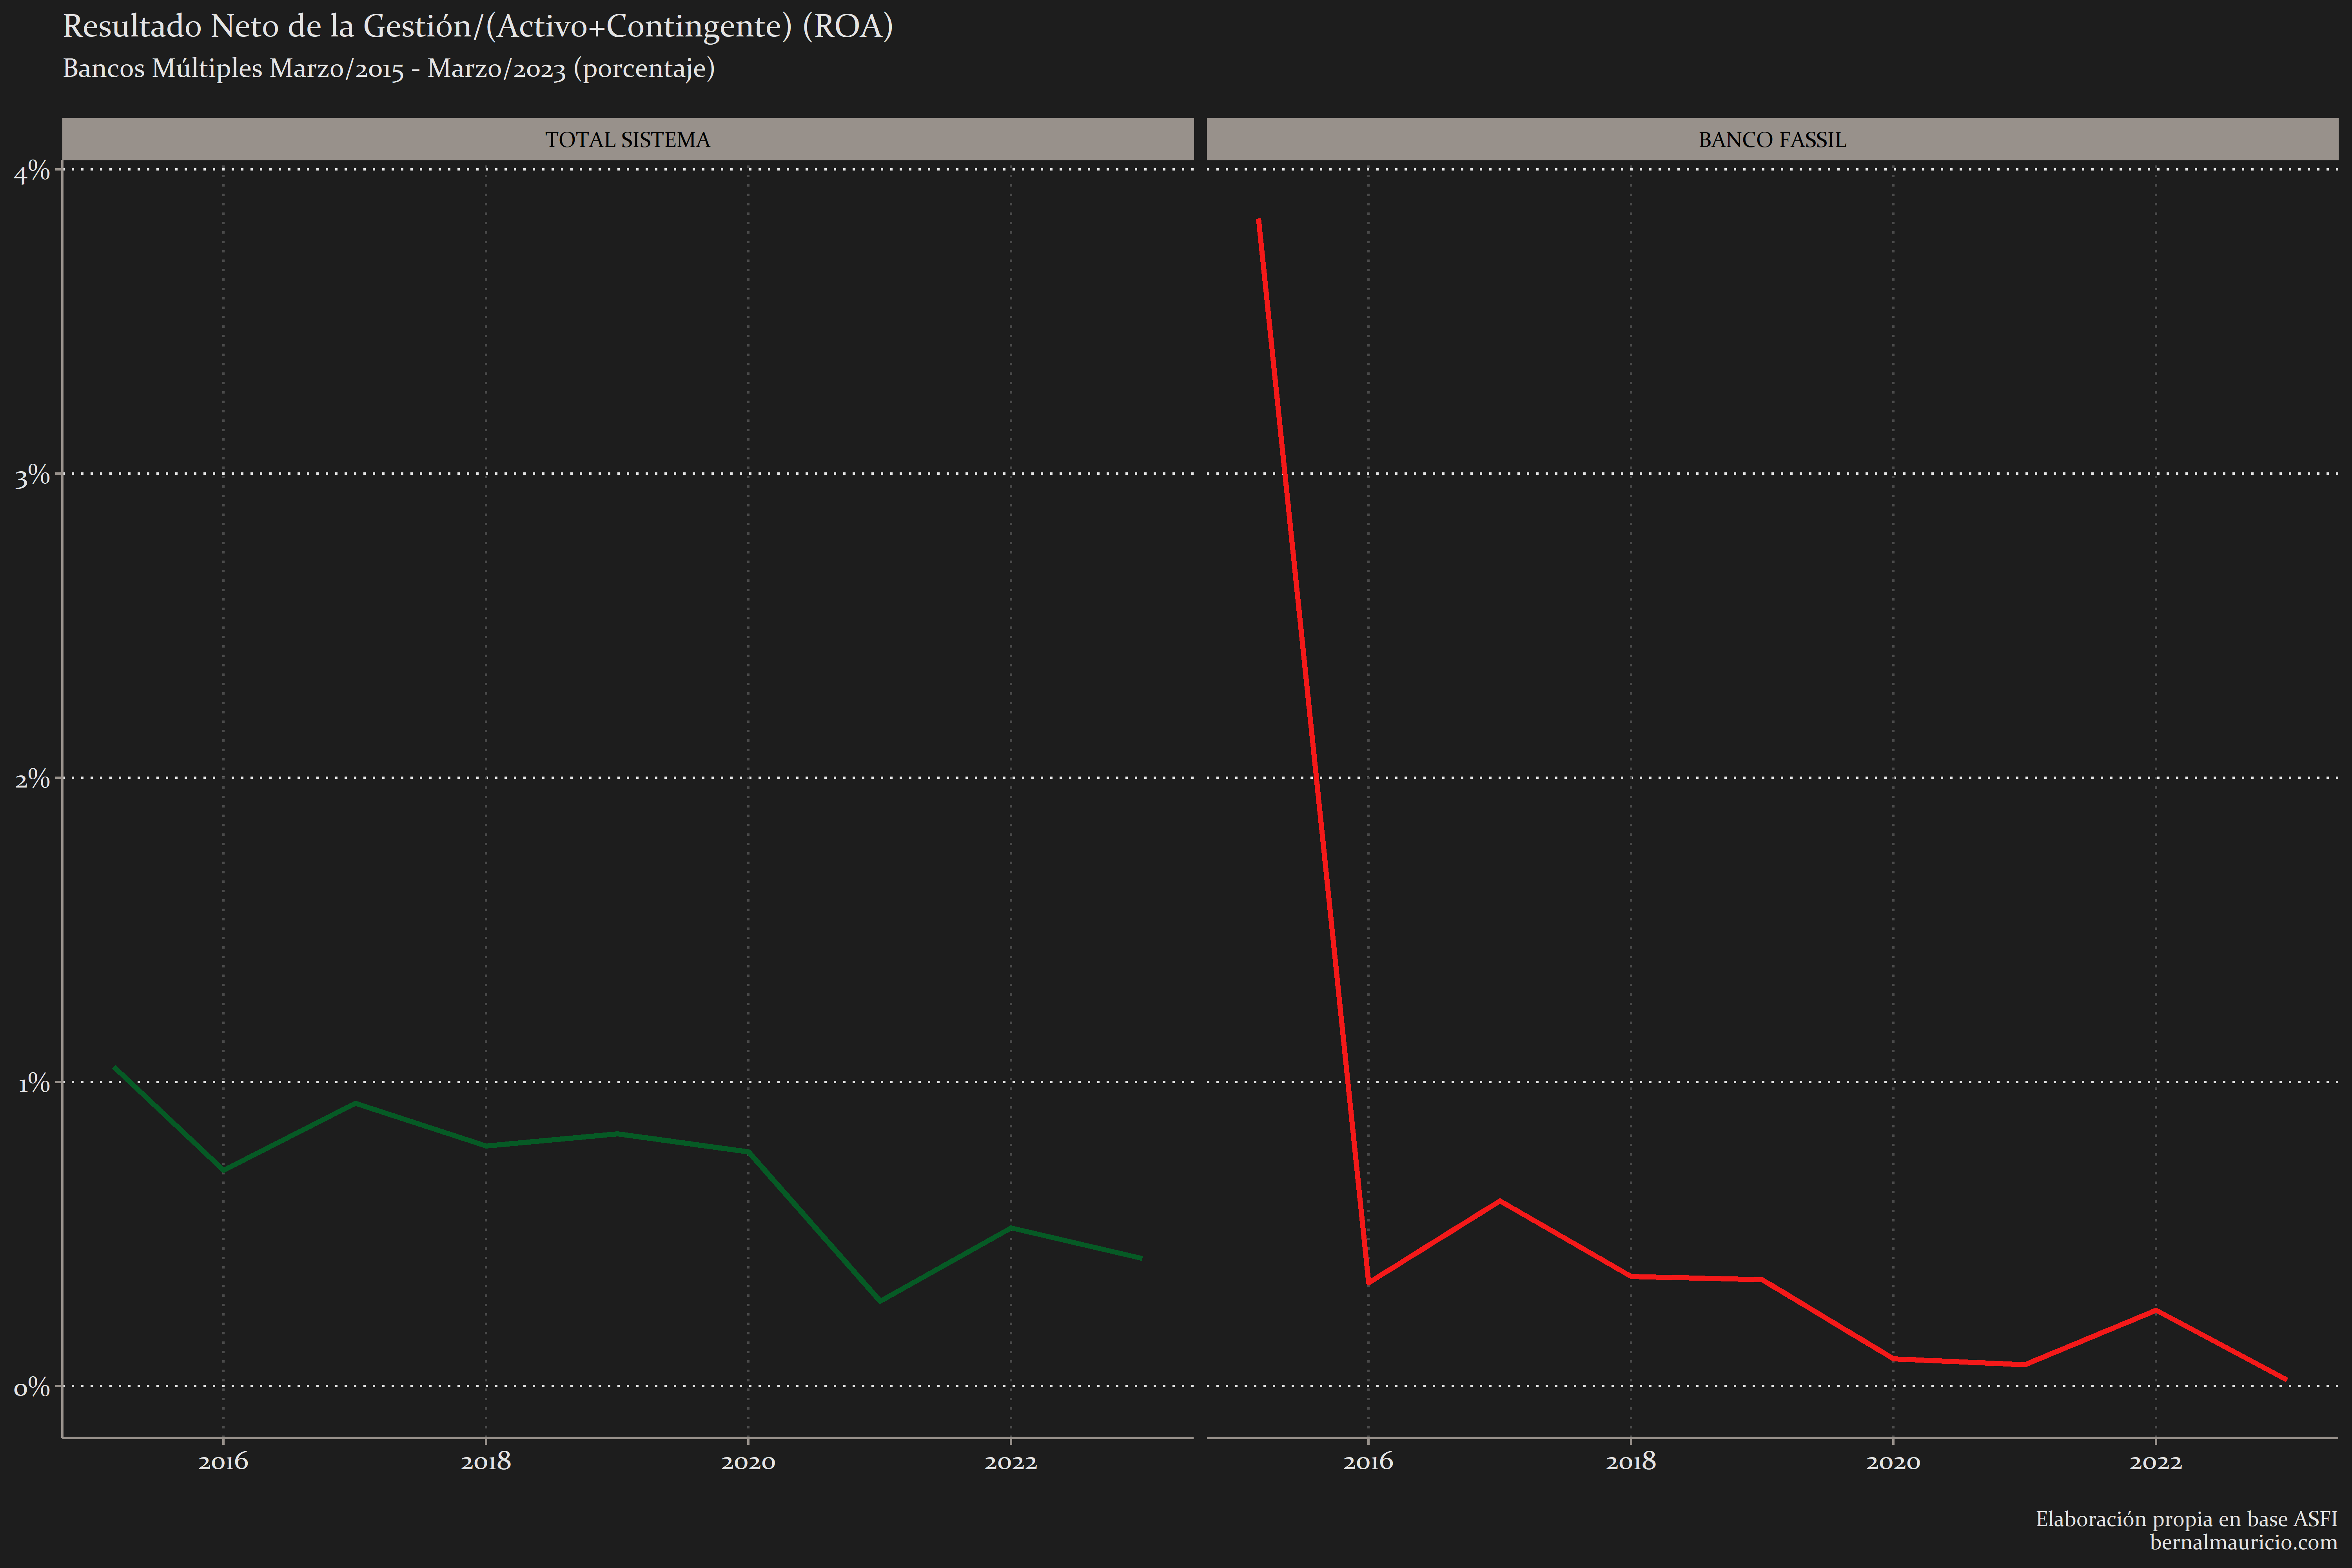 Resultado Neto de la Gestión/(Activo+Contingente) (ROA)
Bancos Múltiples Marzo/2015 - Marzo/2023 (porcentaje)
TOTAL SISTEMA
BANCO FASSIL
4%
3%
2%
1%
0%
2016
2018
2020
2022
2016
2018
2020
2022
Elaboración propia en base ASFI
bernalmauricio.com